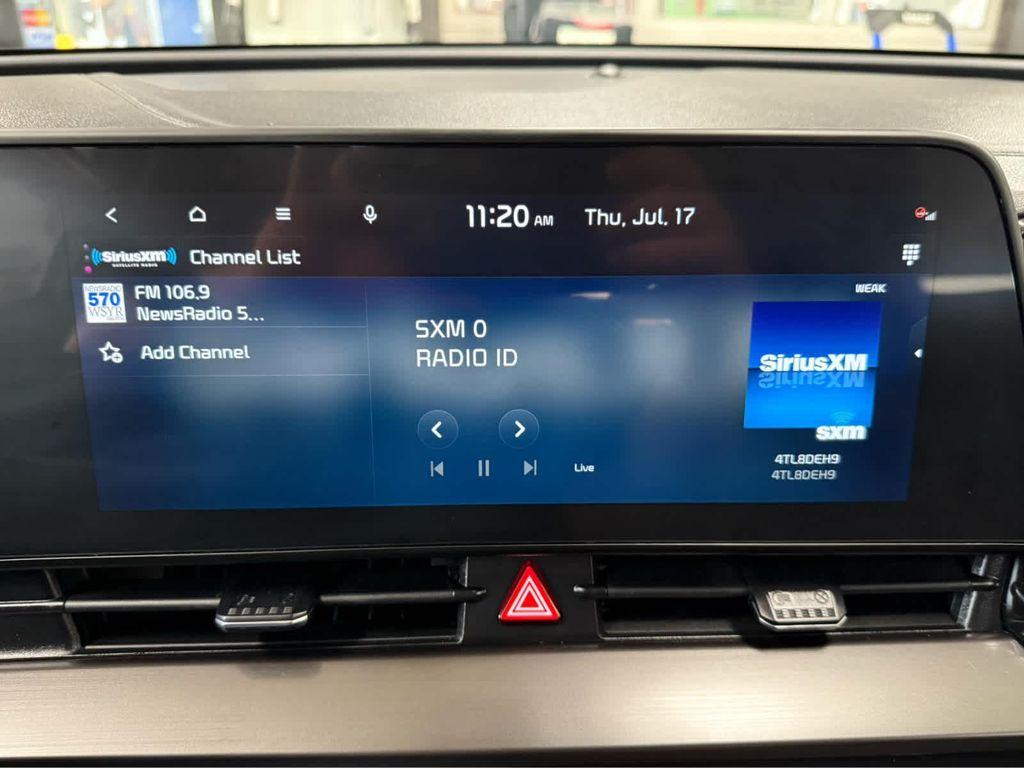 11:20 AM
Thu, Jul. 17
SiriusXM
SATELLITE RADIO
Channel List
NEWSRADIO
570
WSYR
FM 106.9
NewsRadio 5...
Add Channel
WEAK
SXM 0
RADIO ID
SiriusXM
sxm
Live
4TL8DEH9
4TL8DEH9